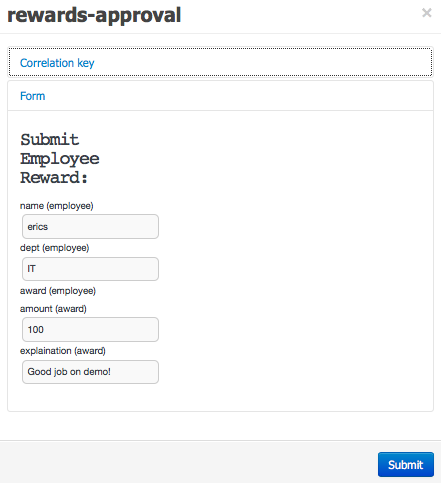 rewards-approval
×
Correlation key
Form
Submit
Employee
Reward:
name (employee)
erics
dept (employee)
IT
award (employee)
amount (award)
100
explaination (award)
Good job on demo!
Submit